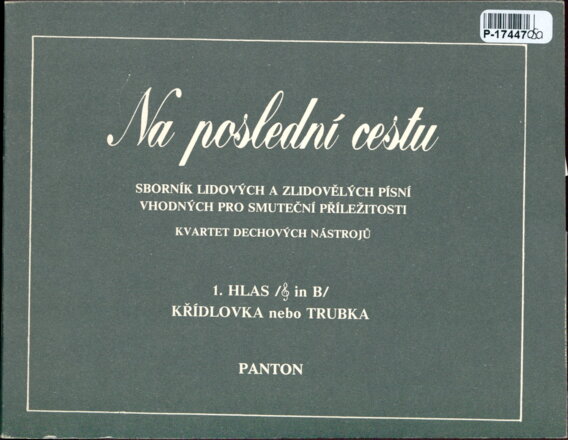 P-17447
Na poslední cestu
SBORNÍK LIDOVÝCH A ZLIDOVĚLÝCH PÍSNÍ
VHODNÝCH PRO SMUTEČNÍ PŘÍLEŽITOSTI
KVARTET DECHOVÝCH NÁSTROJŮ
1. HLAS /𝄞 in B/
KŘÍDLOVKA nebo TRUBKA
PANTON